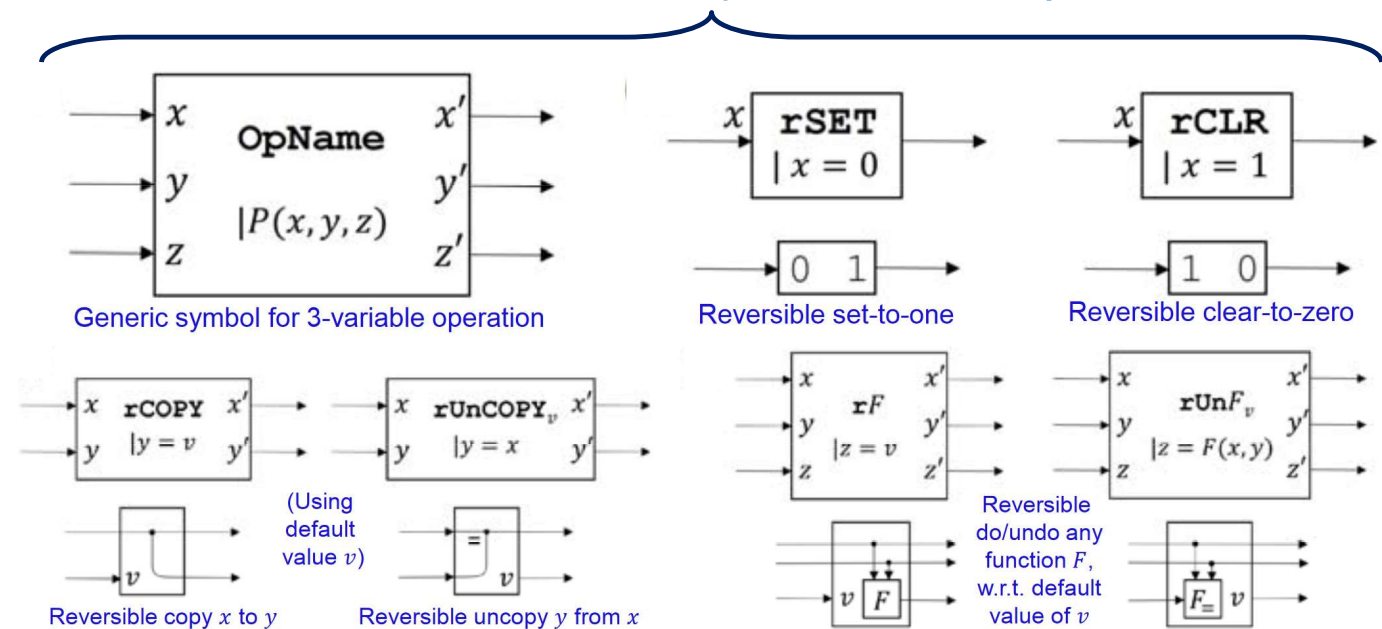 x
y
z
OpName
|P(x, y, z)
x′
y′
z′
Generic symbol for 3-variable operation
x
rSET
| x = 0
0 1
Reversible set-to-one
x
rCLR
| x = 1
1 0
Reversible clear-to-zero
x rCOPY x′
y |y = v y′
v
Reversible copy x to y
x rUnCOPYᵥ x′
y |y = x y′
=
v
Reversible uncopy y from x
(Using
default
value v)
x x′
rF
y y′
|z = v
z z′
v F
x x′
rUnFᵥ
y y′
|z = F(x, y)
z z′
F= v
Reversible
do/undo any
function F,
w.r.t. default
value of v